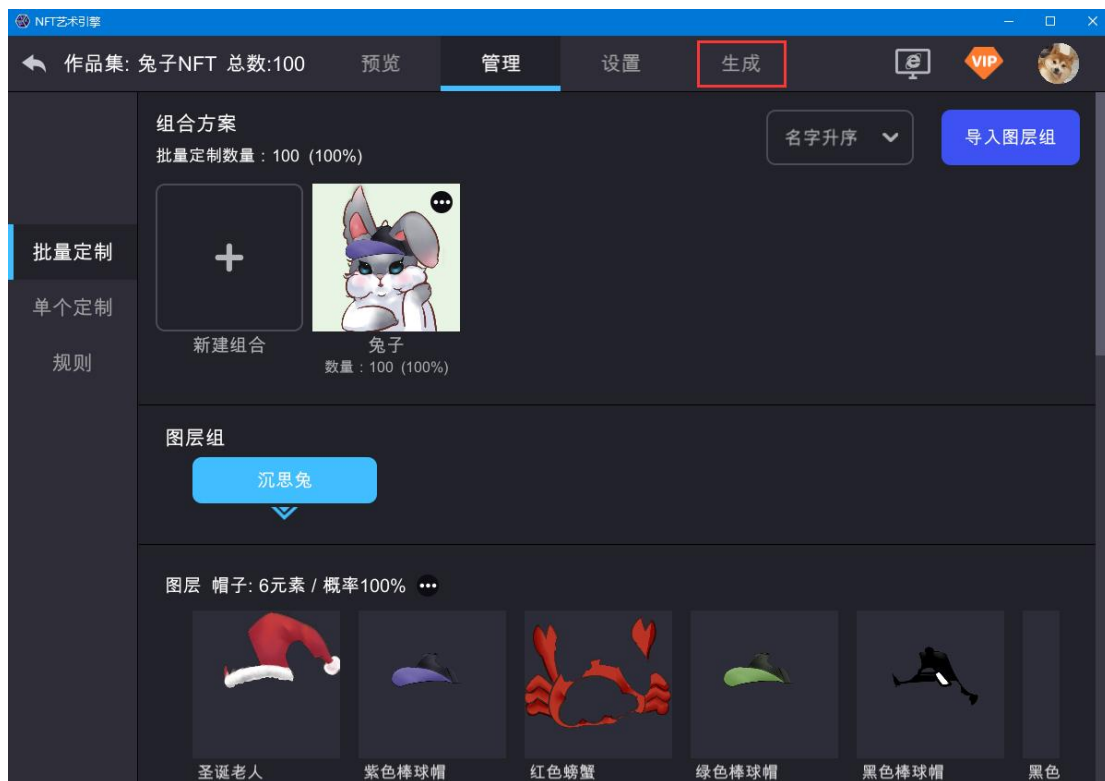 NFT艺术引擎
作品集: 兔子NFT 总数:100 预览 管理 设置 生成 VIP
组合方案
批量定制数量：100 (100%)
名字升序
导入图层组
批量定制
单个定制
规则
新建组合
兔子
数量：100 (100%)
图层组
沉思兔
图层 帽子: 6元素 / 概率100%
圣诞老人 紫色棒球帽 红色螃蟹 绿色棒球帽 黑色棒球帽 黑色